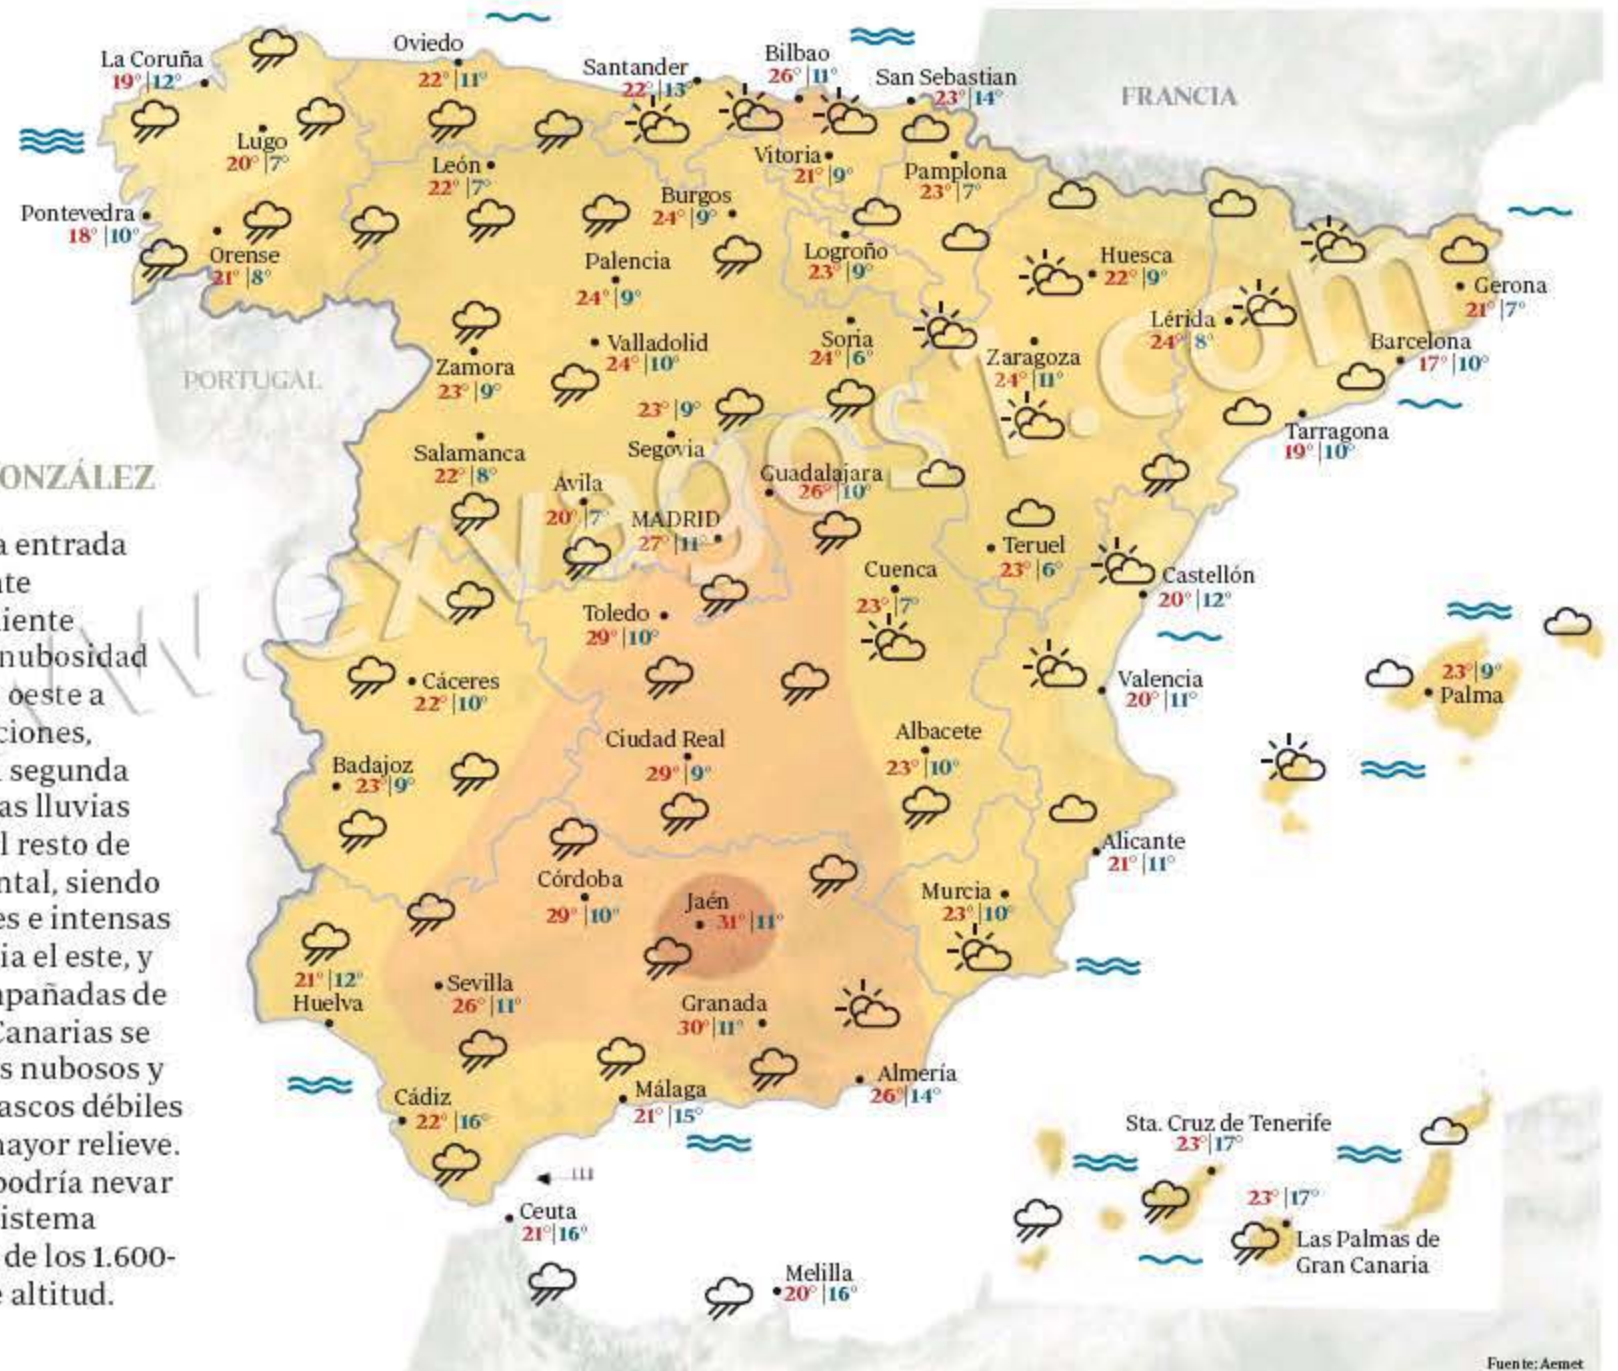 La Coruña
19° | 12°
Oviedo
22° | 11°
Santander
22° | 13°
Bilbao
26° | 11°
San Sebastian
23° | 14°
FRANCIA
Lugo
20° | 7°
León
22° | 7°
Vitoria
21° | 9°
Pamplona
23° | 7°
Burgos
24° | 9°
Pontevedra
18° | 10°
Orense
21° | 8°
Palencia
24° | 9°
Logroño
23° | 9°
Huesca
22° | 9°
Gerona
21° | 7°
Lérida
24° | 8°
Barcelona
17° | 10°
Zamora
23° | 9°
Valladolid
24° | 10°
Soria
24° | 6°
Zaragoza
24° | 11°
PORTUGAL
23° | 9°
Segovia
Tarragona
19° | 10°
Salamanca
22° | 8°
Avila
20° | 7°
Guadalajara
26° | 10°
MADRID
27° | 11°
Teruel
23° | 6°
Cuenca
23° | 7°
Castellón
20° | 12°
Toledo
29° | 10°
Cáceres
22° | 10°
Valencia
20° | 11°
23° | 9°
Palma
Ciudad Real
29° | 9°
Albacete
23° | 10°
Badajoz
23° | 9°
Alicante
21° | 11°
Córdoba
29° | 10°
Jaén
31° | 11°
Murcia
23° | 10°
21° | 12°
Huelva
Sevilla
26° | 11°
Granada
30° | 11°
Almería
26° | 14°
Cádiz
22° | 16°
Málaga
21° | 15°
Ceuta
21° | 16°
Melilla
20° | 16°
Sta. Cruz de Tenerife
23° | 17°
23° | 17°
Las Palmas de
Gran Canaria
ONZÁLEZ
a entrada
nte
iente
nubosidad
oeste a
ciones,
segunda
as lluvias
l resto de
ntal, siendo
es e intensas
ia el este, y
mpañadas de
Canarias se
s nubosos y
ascos débiles
mayor relieve.
podría nevar
istema
de los 1.600-
e altitud.
Fuente: Aemet
w.exvagos1.com